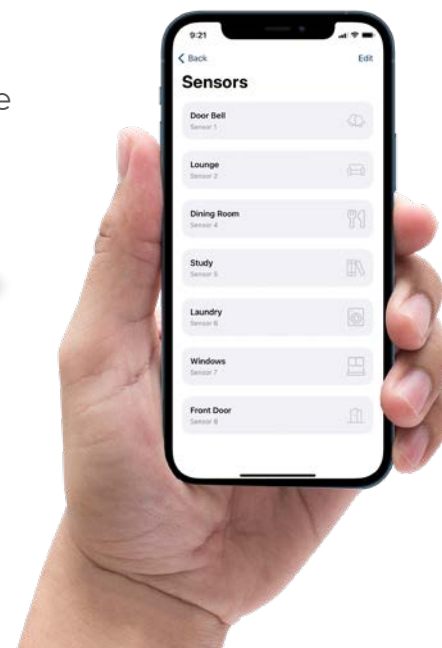 e
9:21
Back
Edit
Sensors
Door Bell
Sensor 1
Lounge
Sensor 2
Dining Room
Sensor 4
Study
Sensor 5
Laundry
Sensor 6
Windows
Sensor 7
Front Door
Sensor 8